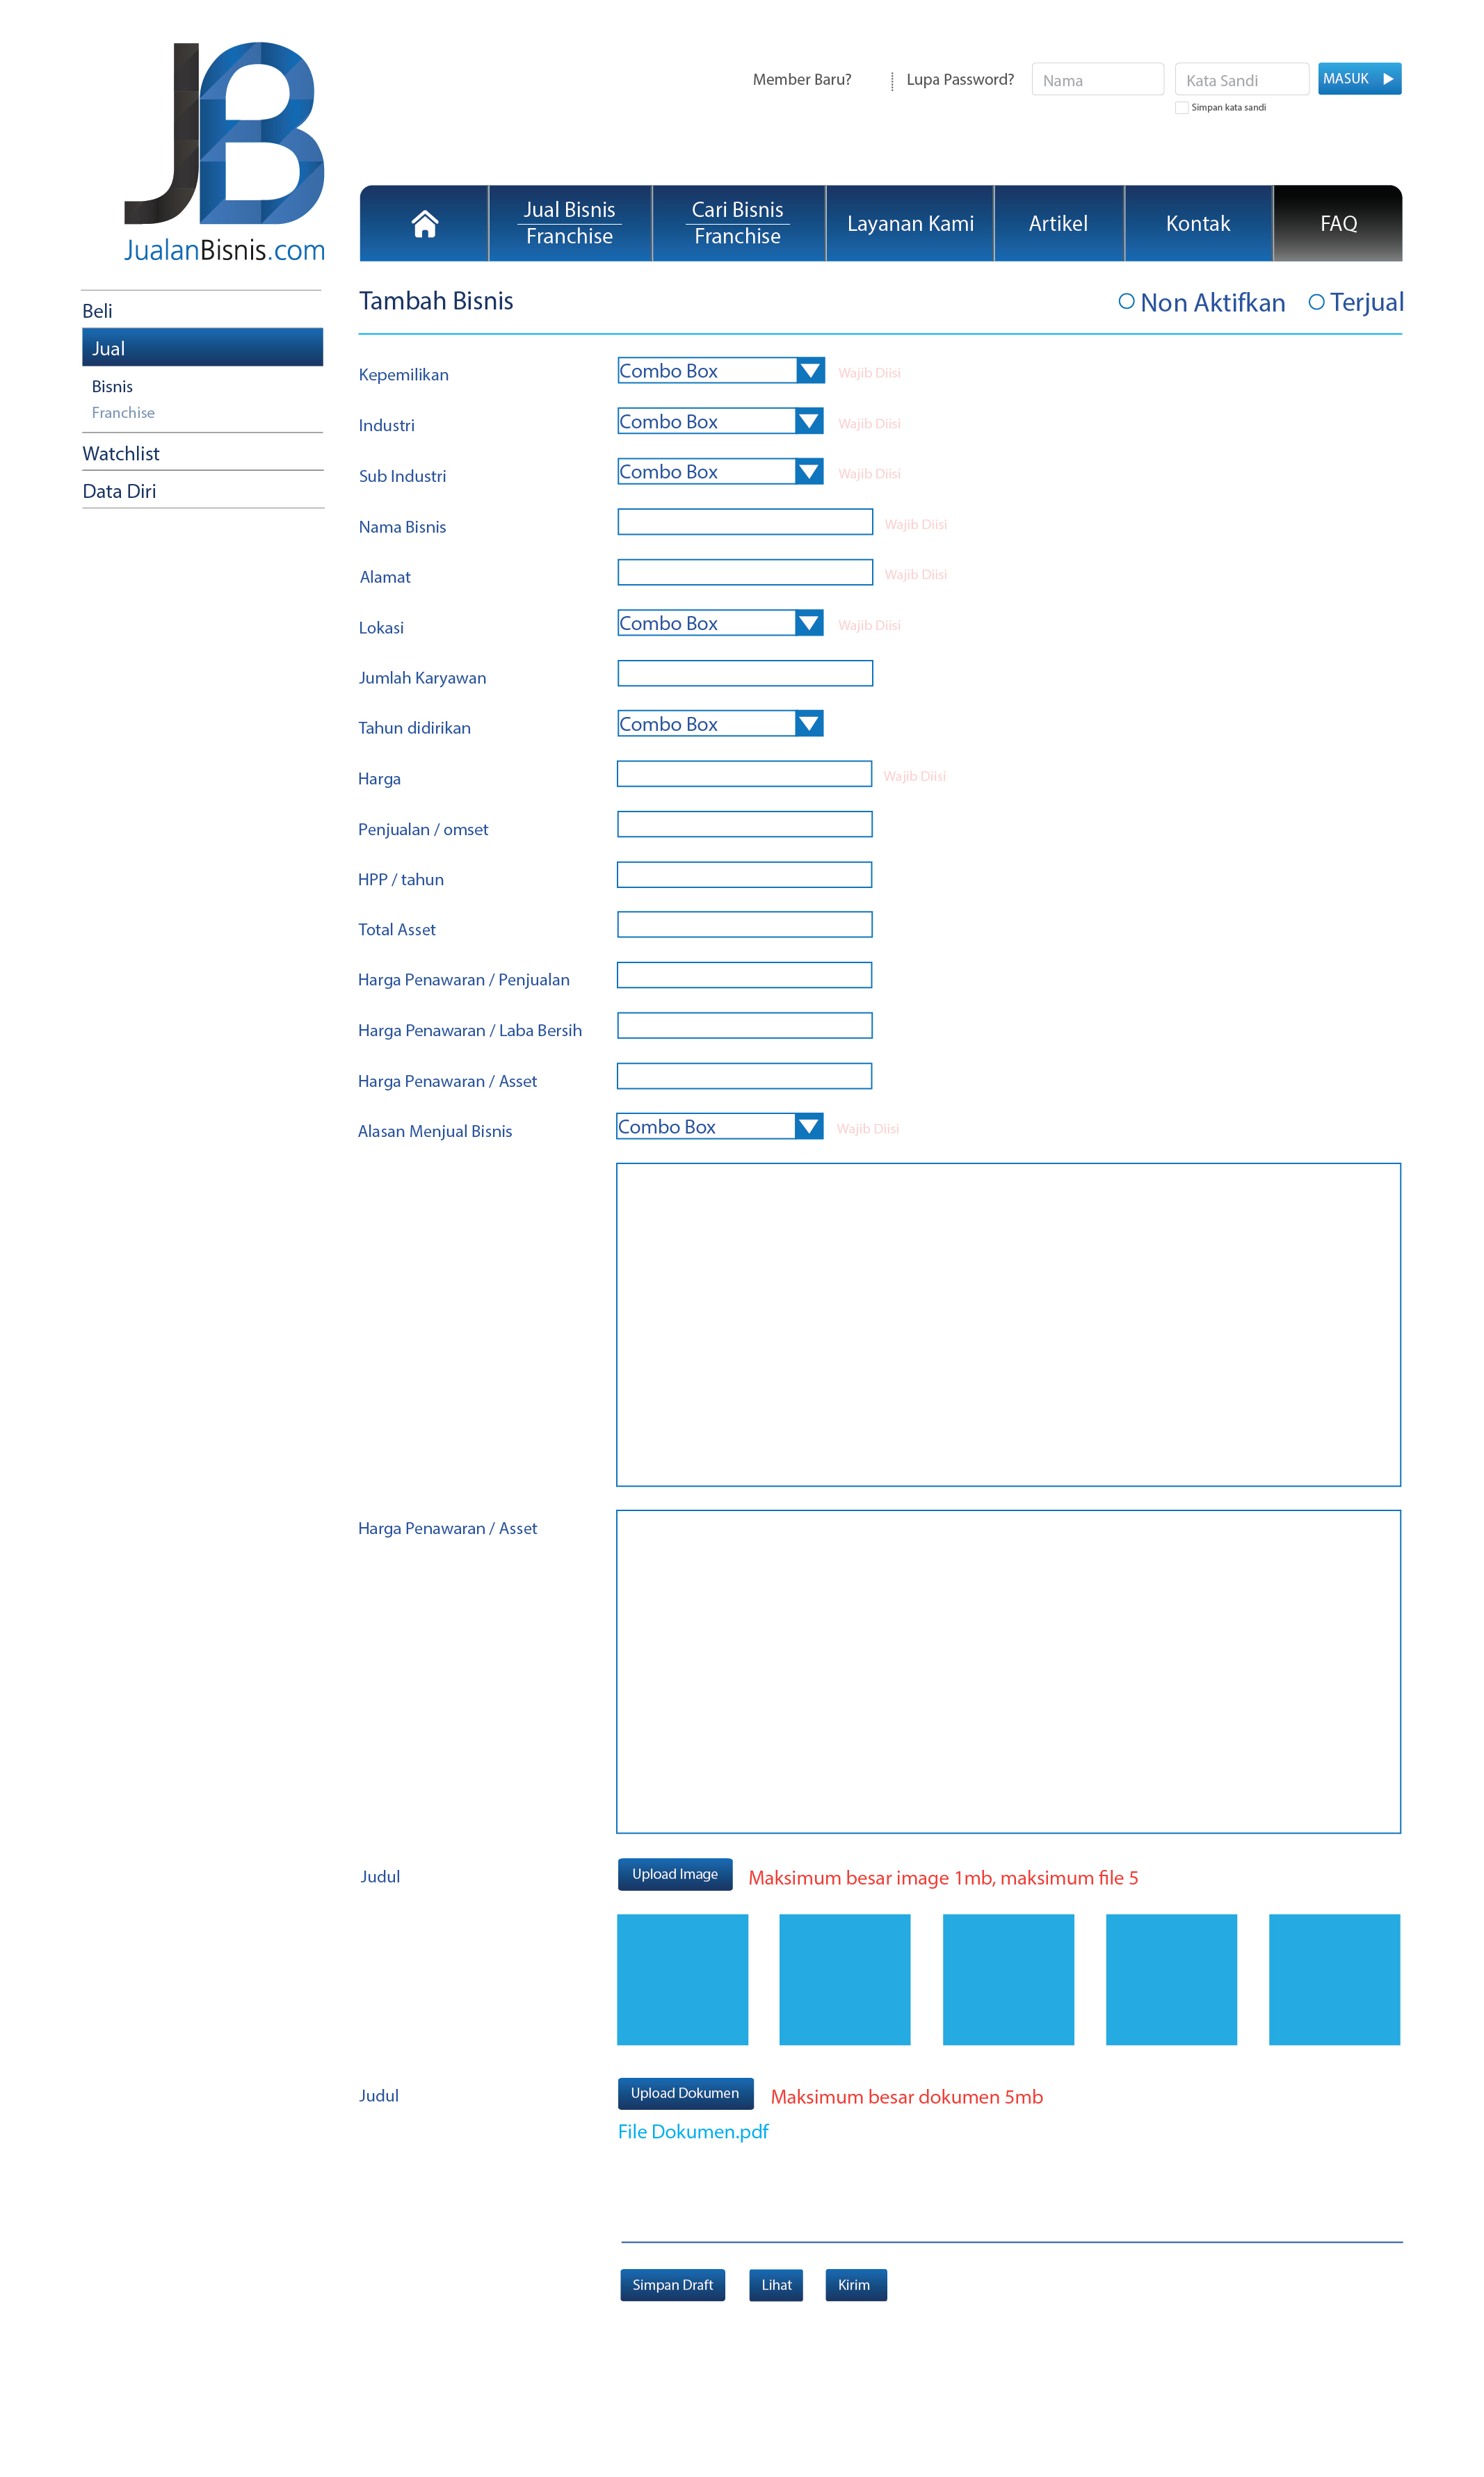 JB
JualanBisnis.com
Member Baru?
Lupa Password?
Nama
Kata Sandi
MASUK
Simpan kata sandi
Jual Bisnis
Franchise
Cari Bisnis
Franchise
Layanan Kami
Artikel
Kontak
FAQ
Beli
Jual
Bisnis
Franchise
Watchlist
Data Diri
Tambah Bisnis
Non Aktifkan
Terjual
Kepemilikan
Combo Box
Wajib Diisi
Industri
Combo Box
Wajib Diisi
Sub Industri
Combo Box
Wajib Diisi
Nama Bisnis
Wajib Diisi
Alamat
Wajib Diisi
Lokasi
Combo Box
Wajib Diisi
Jumlah Karyawan
Tahun didirikan
Combo Box
Harga
Wajib Diisi
Penjualan / omset
HPP / tahun
Total Asset
Harga Penawaran / Penjualan
Harga Penawaran / Laba Bersih
Harga Penawaran / Asset
Alasan Menjual Bisnis
Combo Box
Wajib Diisi
Harga Penawaran / Asset
Judul
Upload Image
Maksimum besar image 1mb, maksimum file 5
Judul
Upload Dokumen
Maksimum besar dokumen 5mb
File Dokumen.pdf
Simpan Draft
Lihat
Kirim